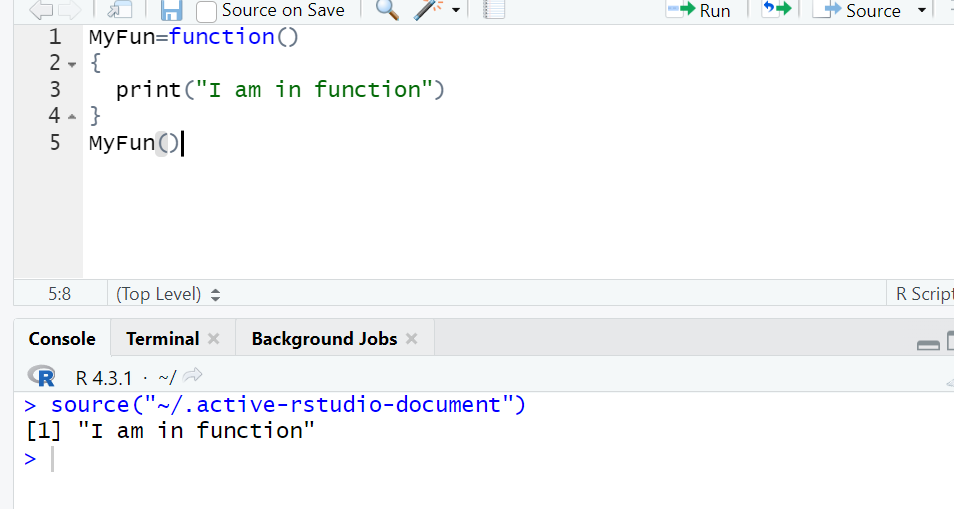 Source on Save Run Source
1 MyFun=function()
2 {
3   print("I am in function")
4 }
5 MyFun()
5:8 (Top Level) R Script
Console Terminal Background Jobs
R R 4.3.1 · ~/
> source("~/.active-rstudio-document")
[1] "I am in function"
>